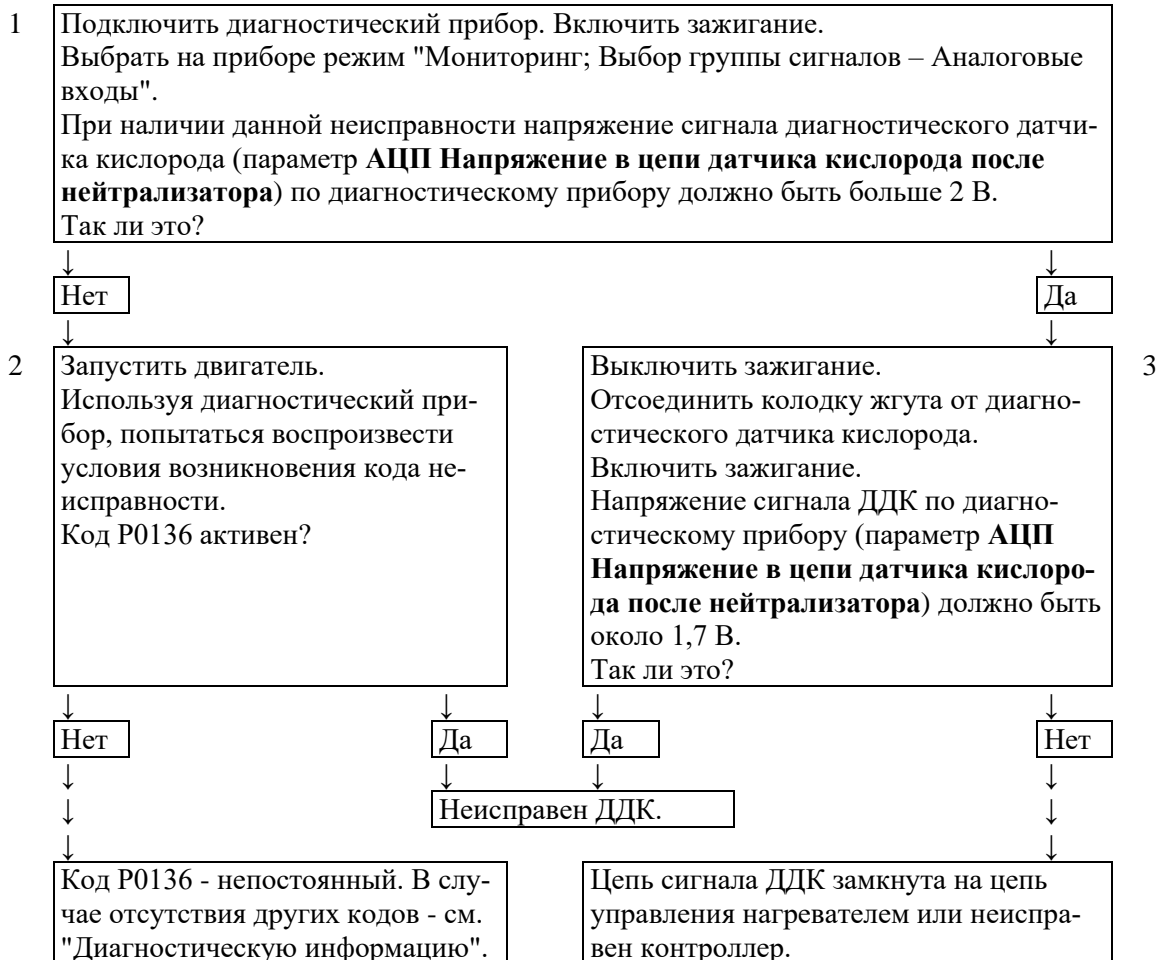 1
Подключить диагностический прибор. Включить зажигание.
Выбрать на приборе режим "Мониторинг; Выбор группы сигналов – Аналоговые
входы".
При наличии данной неисправности напряжение сигнала диагностического датчи-
ка кислорода (параметр АЦП Напряжение в цепи датчика кислорода после
нейтрализатора) по диагностическому прибору должно быть больше 2 В.
Так ли это?
↓ ↓
Нет Да
↓ ↓
2
Запустить двигатель.
Используя диагностический при-
бор, попытаться воспроизвести
условия возникновения кода не-
исправности.
Код Р0136 активен?
Выключить зажигание.
Отсоединить колодку жгута от диагно-
стического датчика кислорода.
Включить зажигание.
Напряжение сигнала ДДК по диагно-
стическому прибору (параметр АЦП
Напряжение в цепи датчика кислоро-
да после нейтрализатора) должно быть
около 1,7 В.
Так ли это?
3
↓ ↓ ↓ ↓
Нет Да Да Нет
↓ ↓ ↓ ↓
↓ Неисправен ДДК. ↓
↓ ↓
Код Р0136 - непостоянный. В слу-
чае отсутствия других кодов - см.
"Диагностическую информацию".
Цепь сигнала ДДК замкнута на цепь
управления нагревателем или неиспра-
вен контроллер.